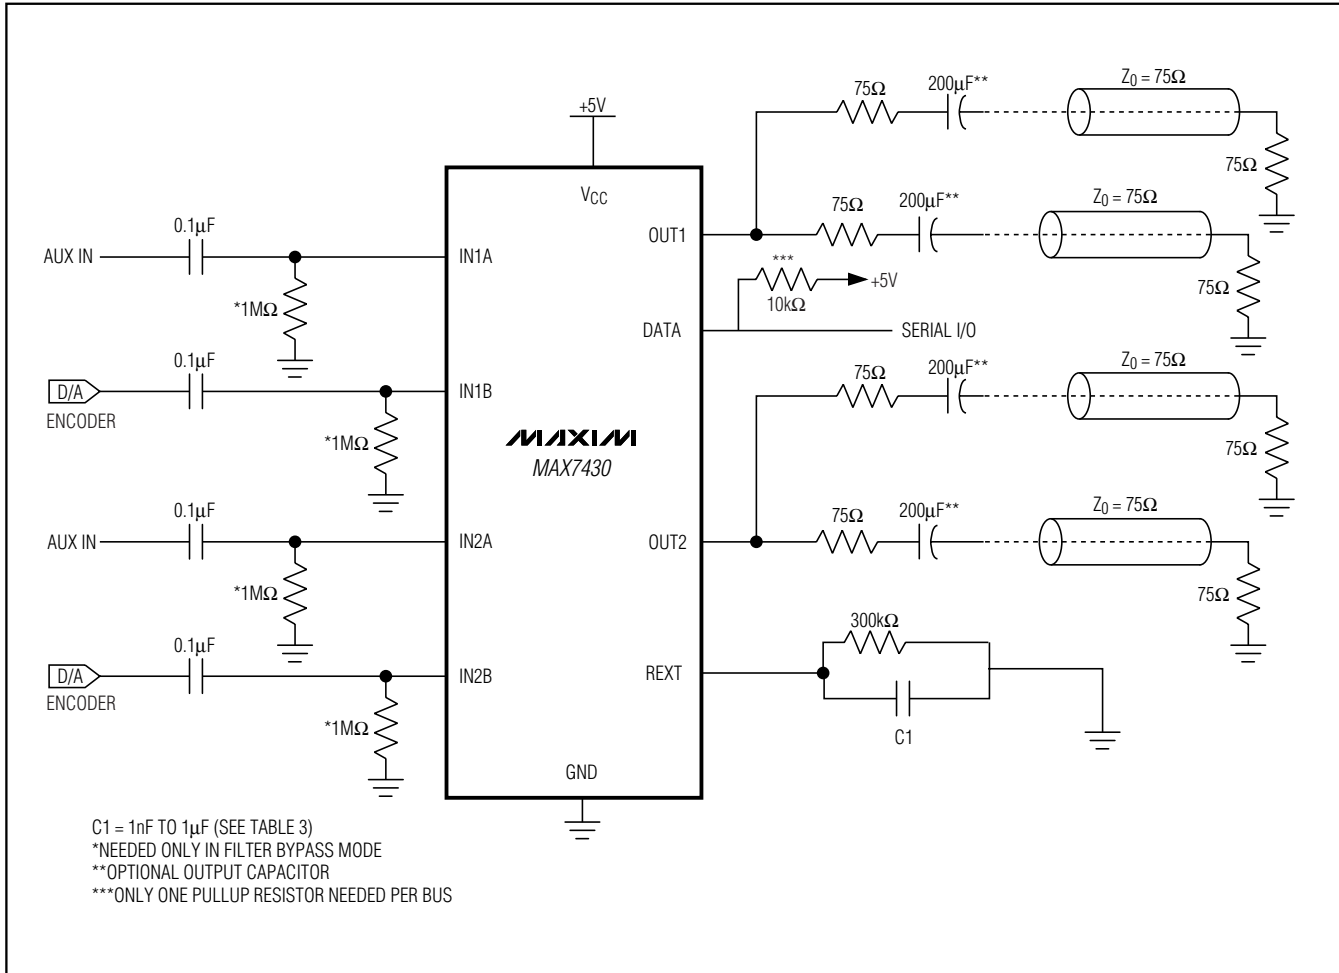 75Ω
200µF**
Z0 = 75Ω
75Ω
+5V
VCC
75Ω
200µF**
Z0 = 75Ω
75Ω
OUT1
0.1µF
AUX IN
IN1A
*1MΩ
***
10kΩ
+5V
DATA
SERIAL I/O
0.1µF
D/A
ENCODER
IN1B
*1MΩ
75Ω
200µF**
Z0 = 75Ω
75Ω
MAXIM
MAX7430
0.1µF
AUX IN
IN2A
*1MΩ
75Ω
200µF**
Z0 = 75Ω
75Ω
OUT2
0.1µF
D/A
ENCODER
IN2B
*1MΩ
300kΩ
REXT
C1
GND
C1 = 1nF TO 1µF (SEE TABLE 3)
*NEEDED ONLY IN FILTER BYPASS MODE
**OPTIONAL OUTPUT CAPACITOR
***ONLY ONE PULLUP RESISTOR NEEDED PER BUS